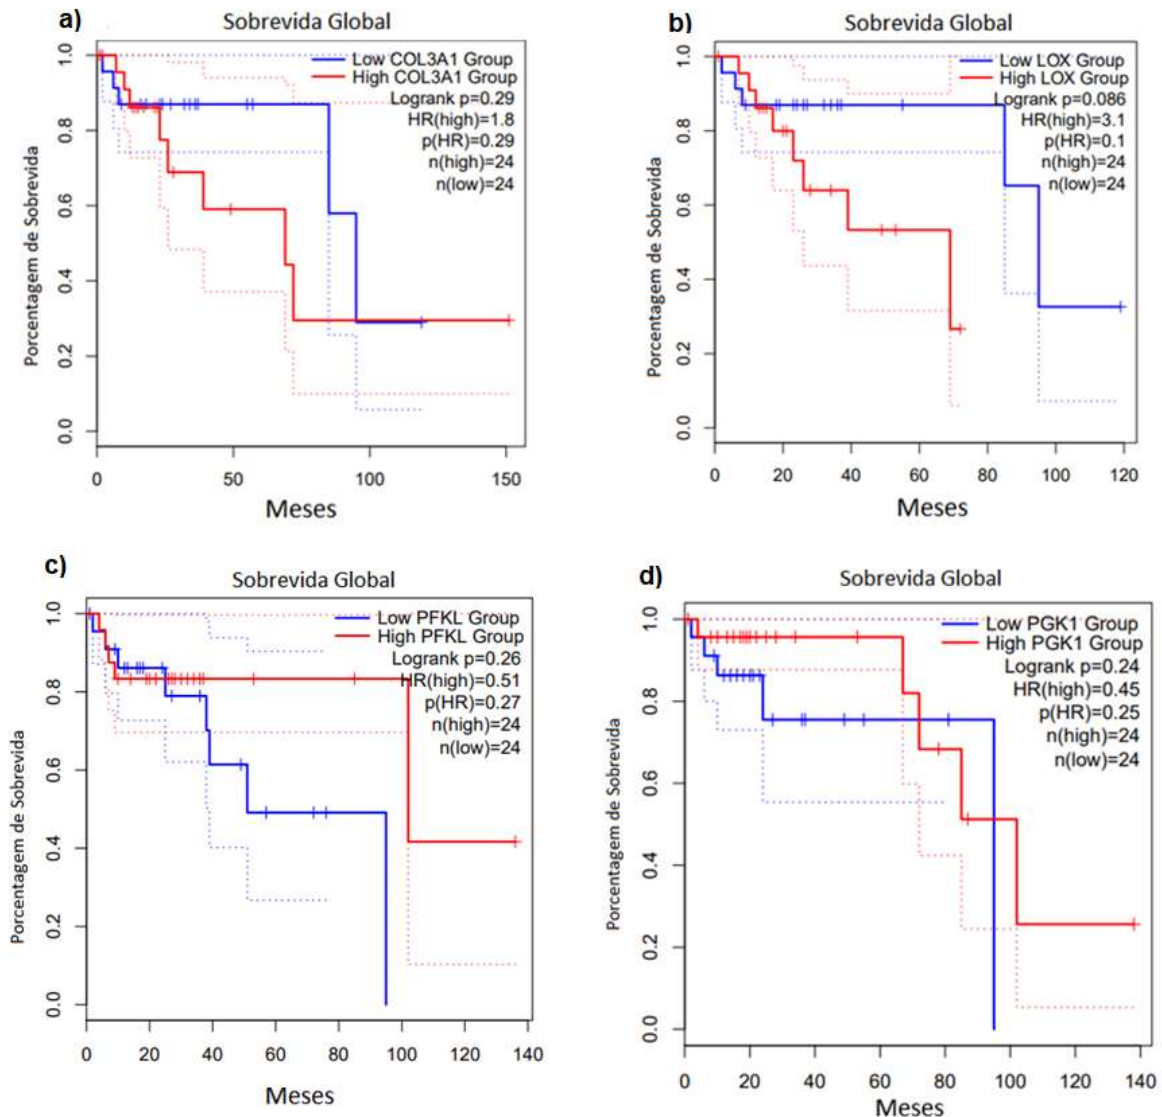 a)
Sobrevida Global
Low COL3A1 Group
High COL3A1 Group
Logrank p=0.29
HR(high)=1.8
p(HR)=0.29
n(high)=24
n(low)=24
Porcentagem de Sobrevida
0.0
0.2
0.4
0.6
0.8
1.0
0
50
100
150
Meses
b)
Sobrevida Global
Low LOX Group
High LOX Group
Logrank p=0.086
HR(high)=3.1
p(HR)=0.1
n(high)=24
n(low)=24
Porcentagem de Sobrevida
0.0
0.2
0.4
0.6
0.8
1.0
0
20
40
60
80
100
120
Meses
c)
Sobrevida Global
Low PFKL Group
High PFKL Group
Logrank p=0.26
HR(high)=0.51
p(HR)=0.27
n(high)=24
n(low)=24
Porcentagem de Sobrevida
0.0
0.2
0.4
0.6
0.8
1.0
0
20
40
60
80
100
120
140
Meses
d)
Sobrevida Global
Low PGK1 Group
High PGK1 Group
Logrank p=0.24
HR(high)=0.45
p(HR)=0.25
n(high)=24
n(low)=24
Porcentagem de Sobrevida
0.0
0.2
0.4
0.6
0.8
1.0
0
20
40
60
80
100
120
140
Meses